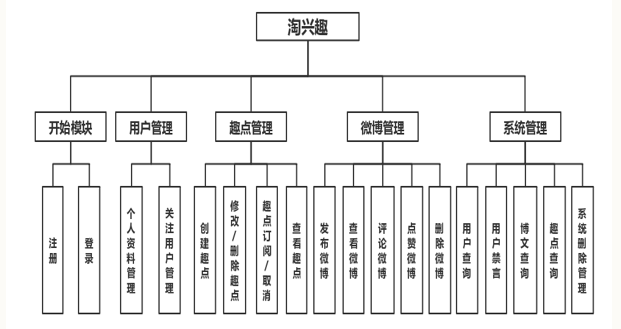 淘兴趣
开始模块
用户管理
趣点管理
微博管理
系统管理
注册
登录
个人资料管理
关注用户管理
创建趣点
修改/删除趣点
趣点订阅/取消
查看趣点
发布微博
查看微博
评论微博
点赞微博
删除微博
用户查询
用户禁言
博文查询
趣点查询
系统删除管理